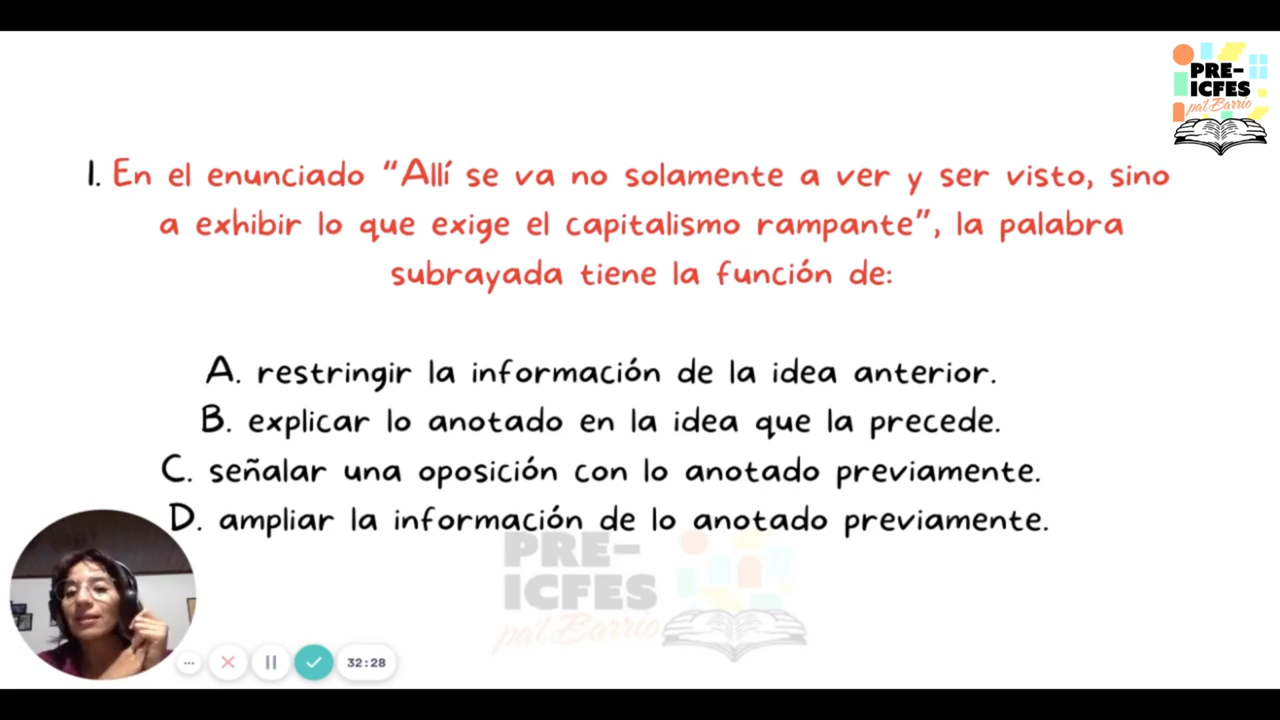 PRE-
ICFES
pa'l Barrio
1. En el enunciado “Allí se va no solamente a ver y ser visto, sino
a exhibir lo que exige el capitalismo rampante”, la palabra
subrayada tiene la función de:
A. restringir la información de la idea anterior.
B. explicar lo anotado en la idea que la precede.
C. señalar una oposición con lo anotado previamente.
D. ampliar la información de lo anotado previamente.
PRE-
ICFES
pa'l Barrio
32:28